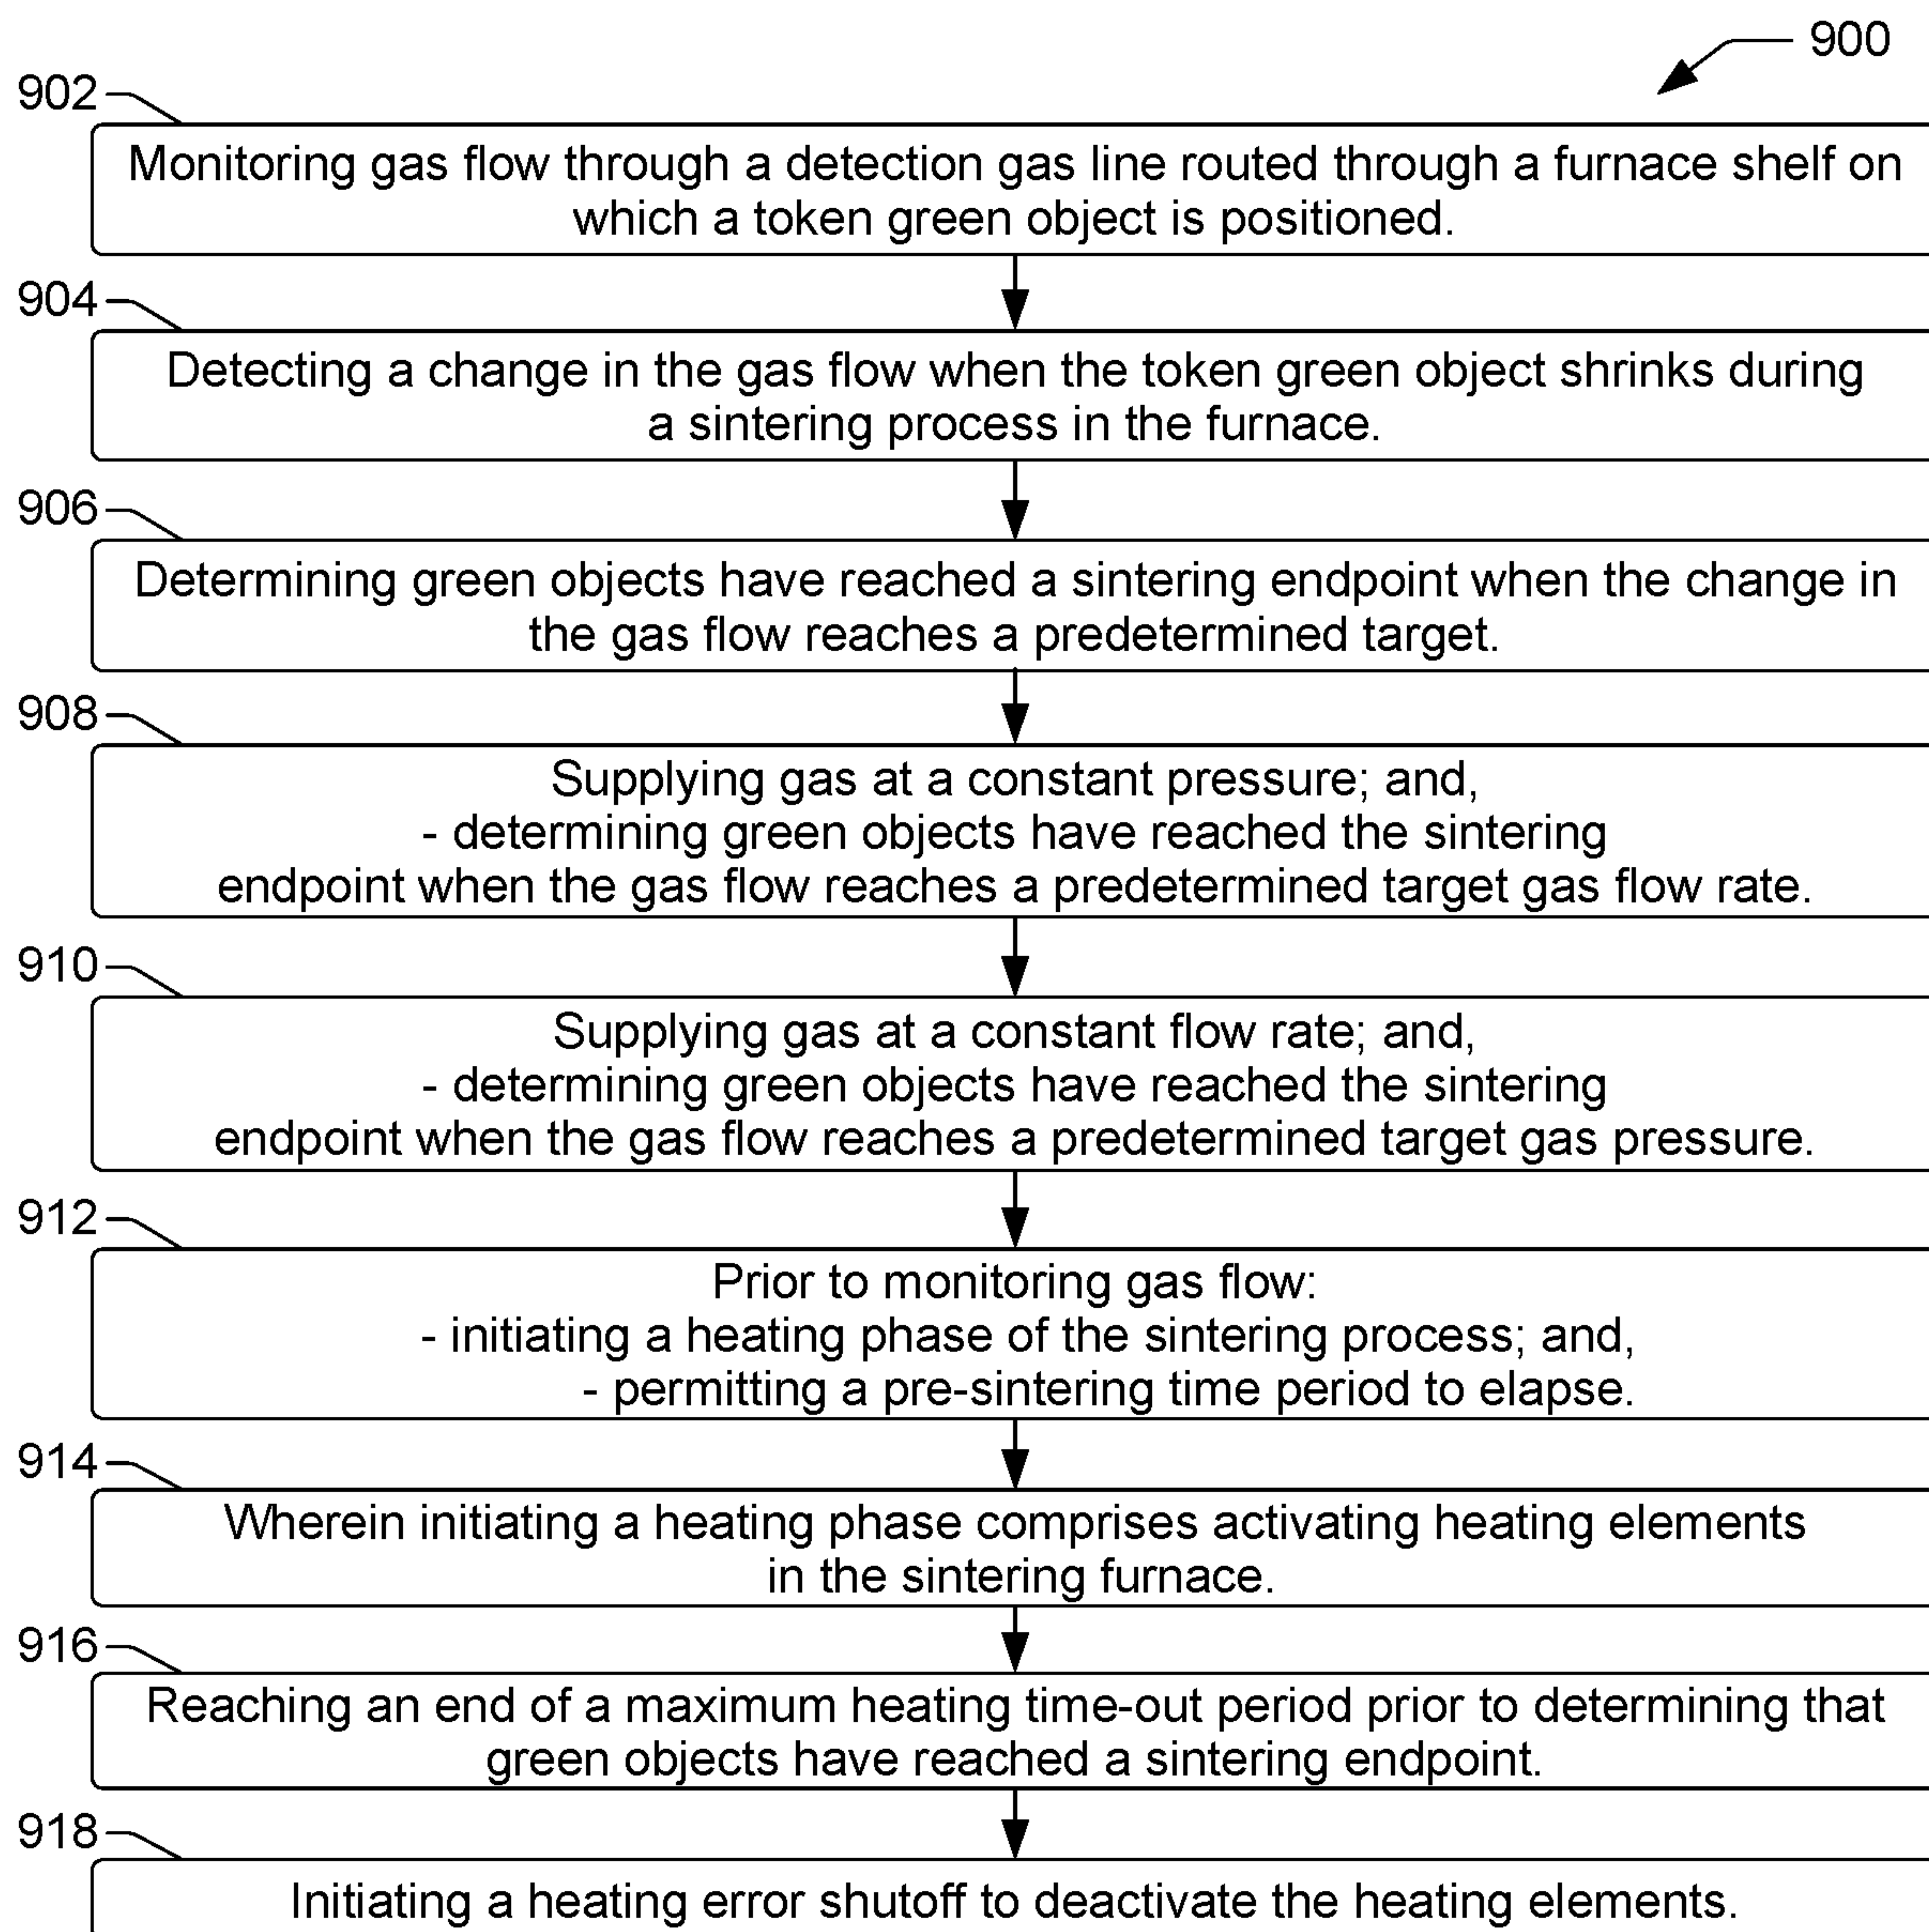 900
902
Monitoring gas flow through a detection gas line routed through a furnace shelf on
which a token green object is positioned.
904
Detecting a change in the gas flow when the token green object shrinks during
a sintering process in the furnace.
906
Determining green objects have reached a sintering endpoint when the change in
the gas flow reaches a predetermined target.
908
Supplying gas at a constant pressure; and,
- determining green objects have reached the sintering
endpoint when the gas flow reaches a predetermined target gas flow rate.
910
Supplying gas at a constant flow rate; and,
- determining green objects have reached the sintering
endpoint when the gas flow reaches a predetermined target gas pressure.
912
Prior to monitoring gas flow:
- initiating a heating phase of the sintering process; and,
- permitting a pre-sintering time period to elapse.
914
Wherein initiating a heating phase comprises activating heating elements
in the sintering furnace.
916
Reaching an end of a maximum heating time-out period prior to determining that
green objects have reached a sintering endpoint.
918
Initiating a heating error shutoff to deactivate the heating elements.